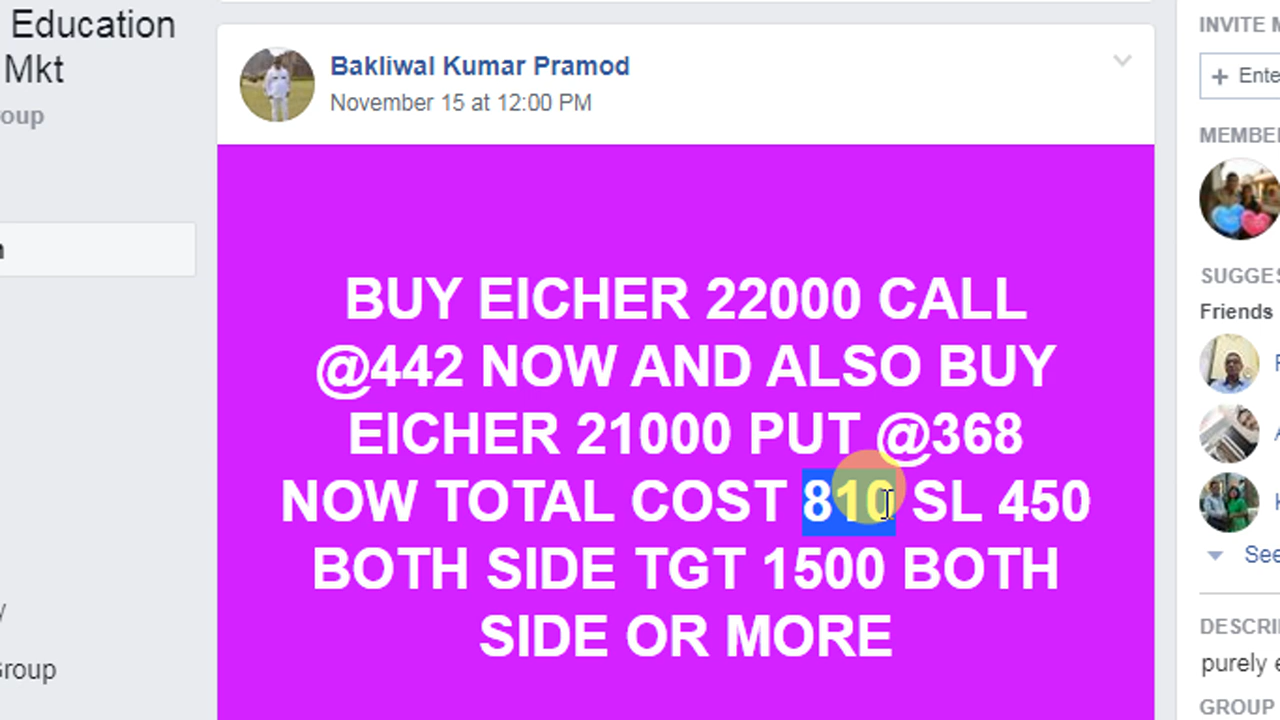 Education
Mkt
oup
Bakliwal Kumar Pramod
November 15 at 12:00 PM
BUY EICHER 22000 CALL
@442 NOW AND ALSO BUY
EICHER 21000 PUT @368
NOW TOTAL COST 810 SL 450
BOTH SIDE TGT 1500 BOTH
SIDE OR MORE
Group
INVITE M
+ Ente
MEMBE
SUGGES
Friends
See
DESCRI
purely e
GROUP